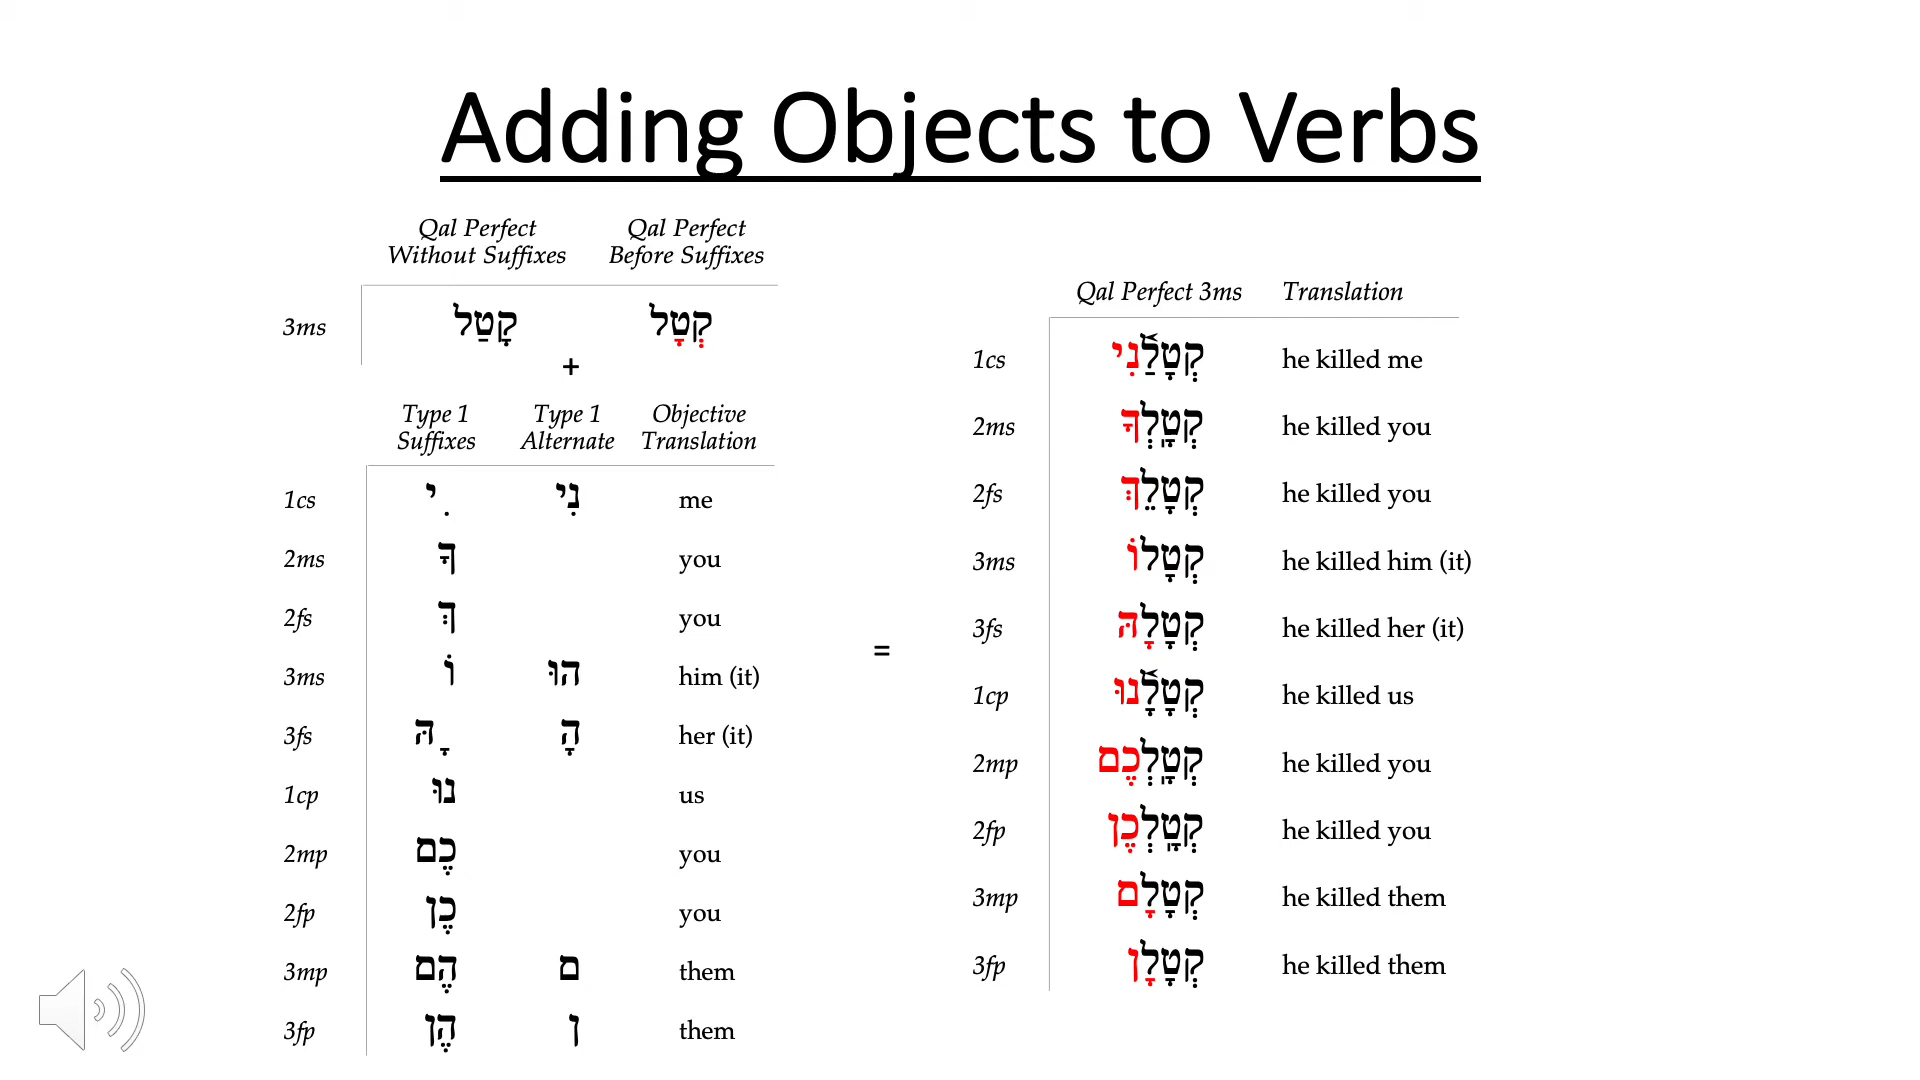 Adding Objects to Verbs
Qal Perfect Without Suffixes Qal Perfect Before Suffixes
3ms קָטַל קְטָל
+
Type 1 Suffixes Type 1 Alternate Objective Translation
1cs ִי נִי me
2ms ךָ you
2fs ךְ you
3ms וֹ הוּ him (it)
3fs ָהּ הָ her (it)
1cp נוּ us
2mp כֶם you
2fp כֶן you
3mp הֶם ם them
3fp הֶן ן them
=
Qal Perfect 3ms Translation
1cs קְטָלַ֫נִי he killed me
2ms קְטָֽלְךָ he killed you
2fs קְטָלֵךְ he killed you
3ms קְטָלוֹ he killed him (it)
3fs קְטָלָהּ he killed her (it)
1cp קְטָלָ֫נוּ he killed us
2mp קְטָֽלְכֶם he killed you
2fp קְטָֽלְכֶן he killed you
3mp קְטָלָם he killed them
3fp קְטָלָן he killed them